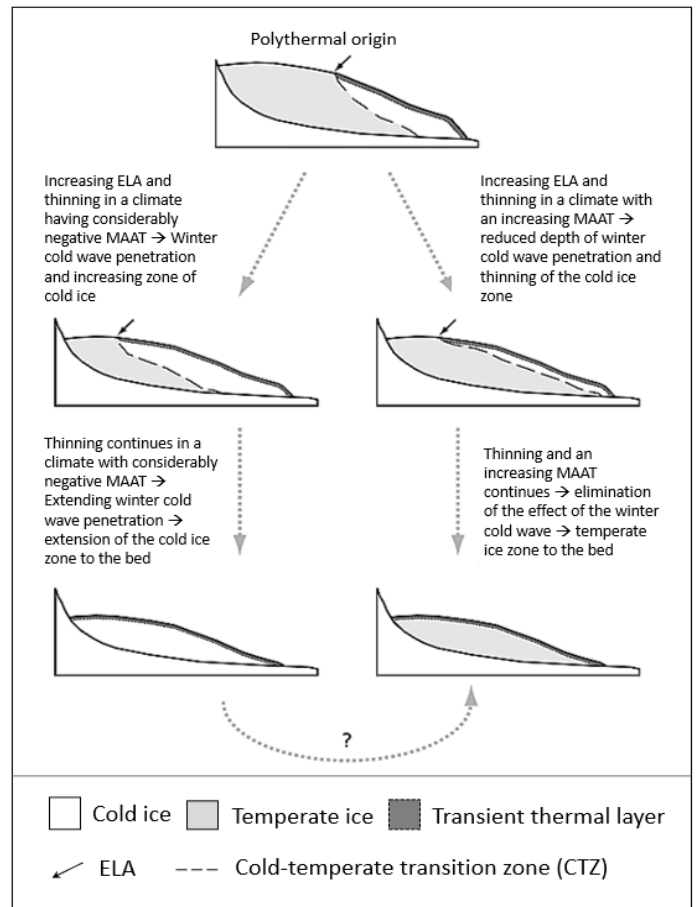 Polythermal origin
Increasing ELA and
thinning in a climate
having considerably
negative MAAT → Winter
cold wave penetration
and increasing zone of
cold ice
Increasing ELA and
thinning in a climate with
an increasing MAAT →
reduced depth of winter
cold wave penetration and
thinning of the cold ice
zone
Thinning continues in a
climate with considerably
negative MAAT →
Extending winter cold
wave penetration →
extension of the cold ice
zone to the bed
Thinning and an
increasing MAAT
continues → elimination
of the effect of the winter
cold wave → temperate
ice zone to the bed
?
Cold ice
Temperate ice
Transient thermal layer
ELA
Cold-temperate transition zone (CTZ)